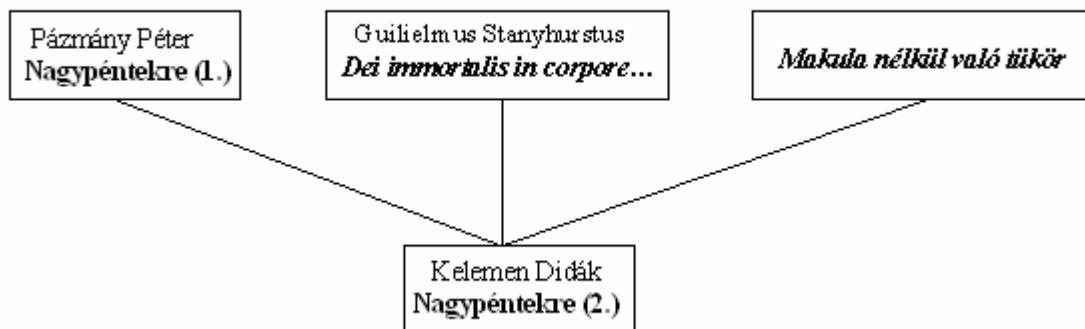 Pázmány Péter
Nagypéntekre (1.)
Guilielmus Stanyhurstus
Dei immortalis in corpore…
Makula nélkül való tükör
Kelemen Didák
Nagypéntekre (2.)